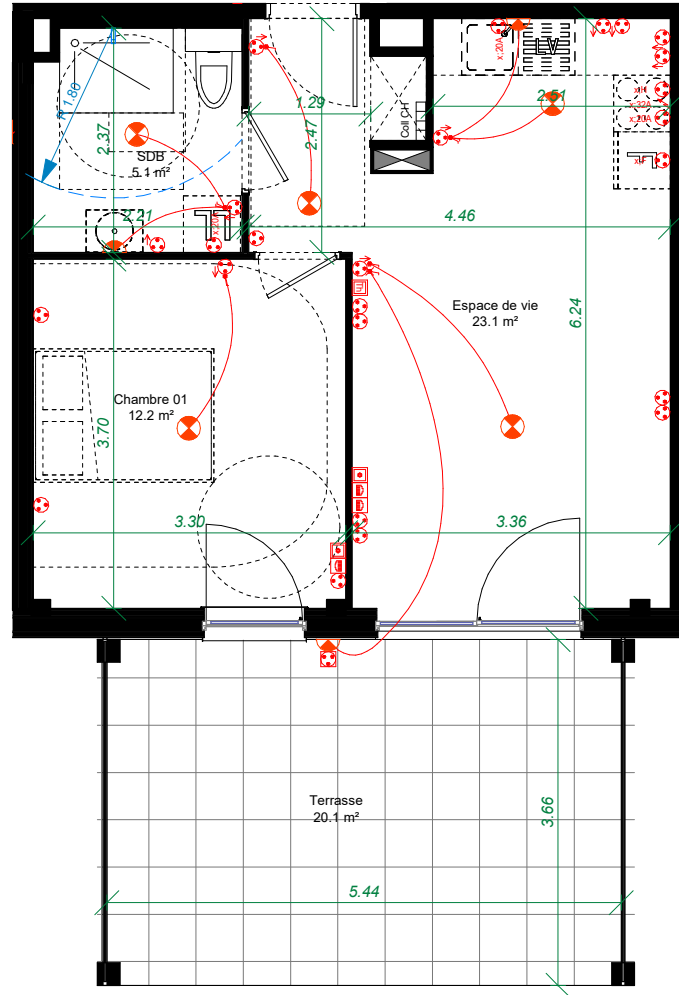 x:20A
LV
R 1.80
1.29
2.51
x:H
x:32A
x:20A
Coll CH
2.37
2.47
SDB
5.1 m²
x:F
2.21
x:20A
4.46
Espace de vie
23.1 m²
6.24
Chambre 01
12.2 m²
3.70
3.30
3.36
Terrasse
20.1 m²
3.66
5.44